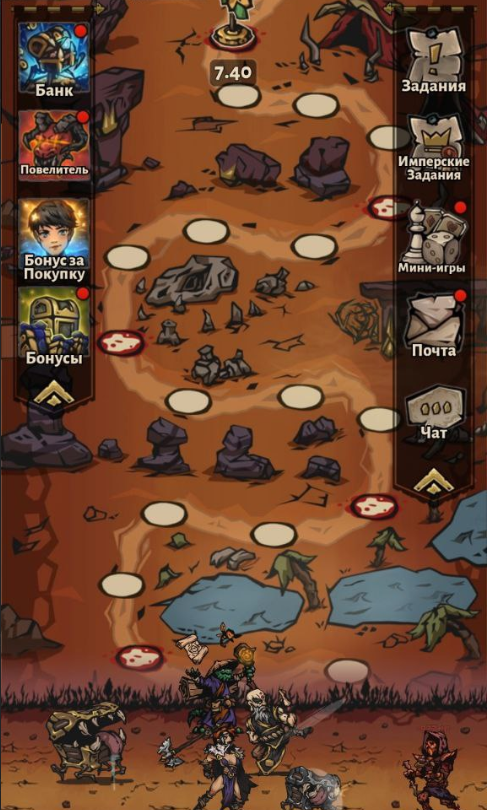 7.40
Банк
Повелитель
Бонус за
Покупку
Бонусы
Задания
Имперские
Задания
Мини-игры
Почта
Чат